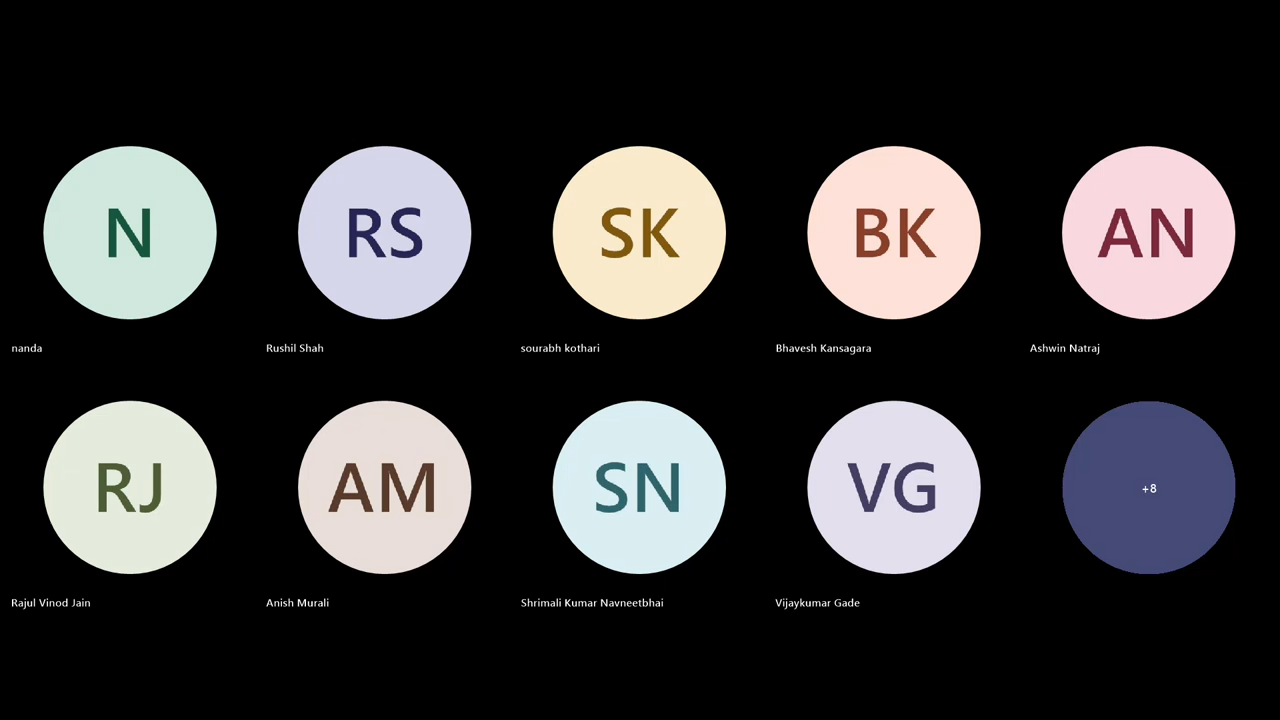 N
RS
SK
BK
AN
nanda
Rushil Shah
sourabh kothari
Bhavesh Kansagara
Ashwin Natraj
RJ
AM
SN
VG
+8
Rajul Vinod Jain
Anish Murali
Shrimali Kumar Navneetbhai
Vijaykumar Gade